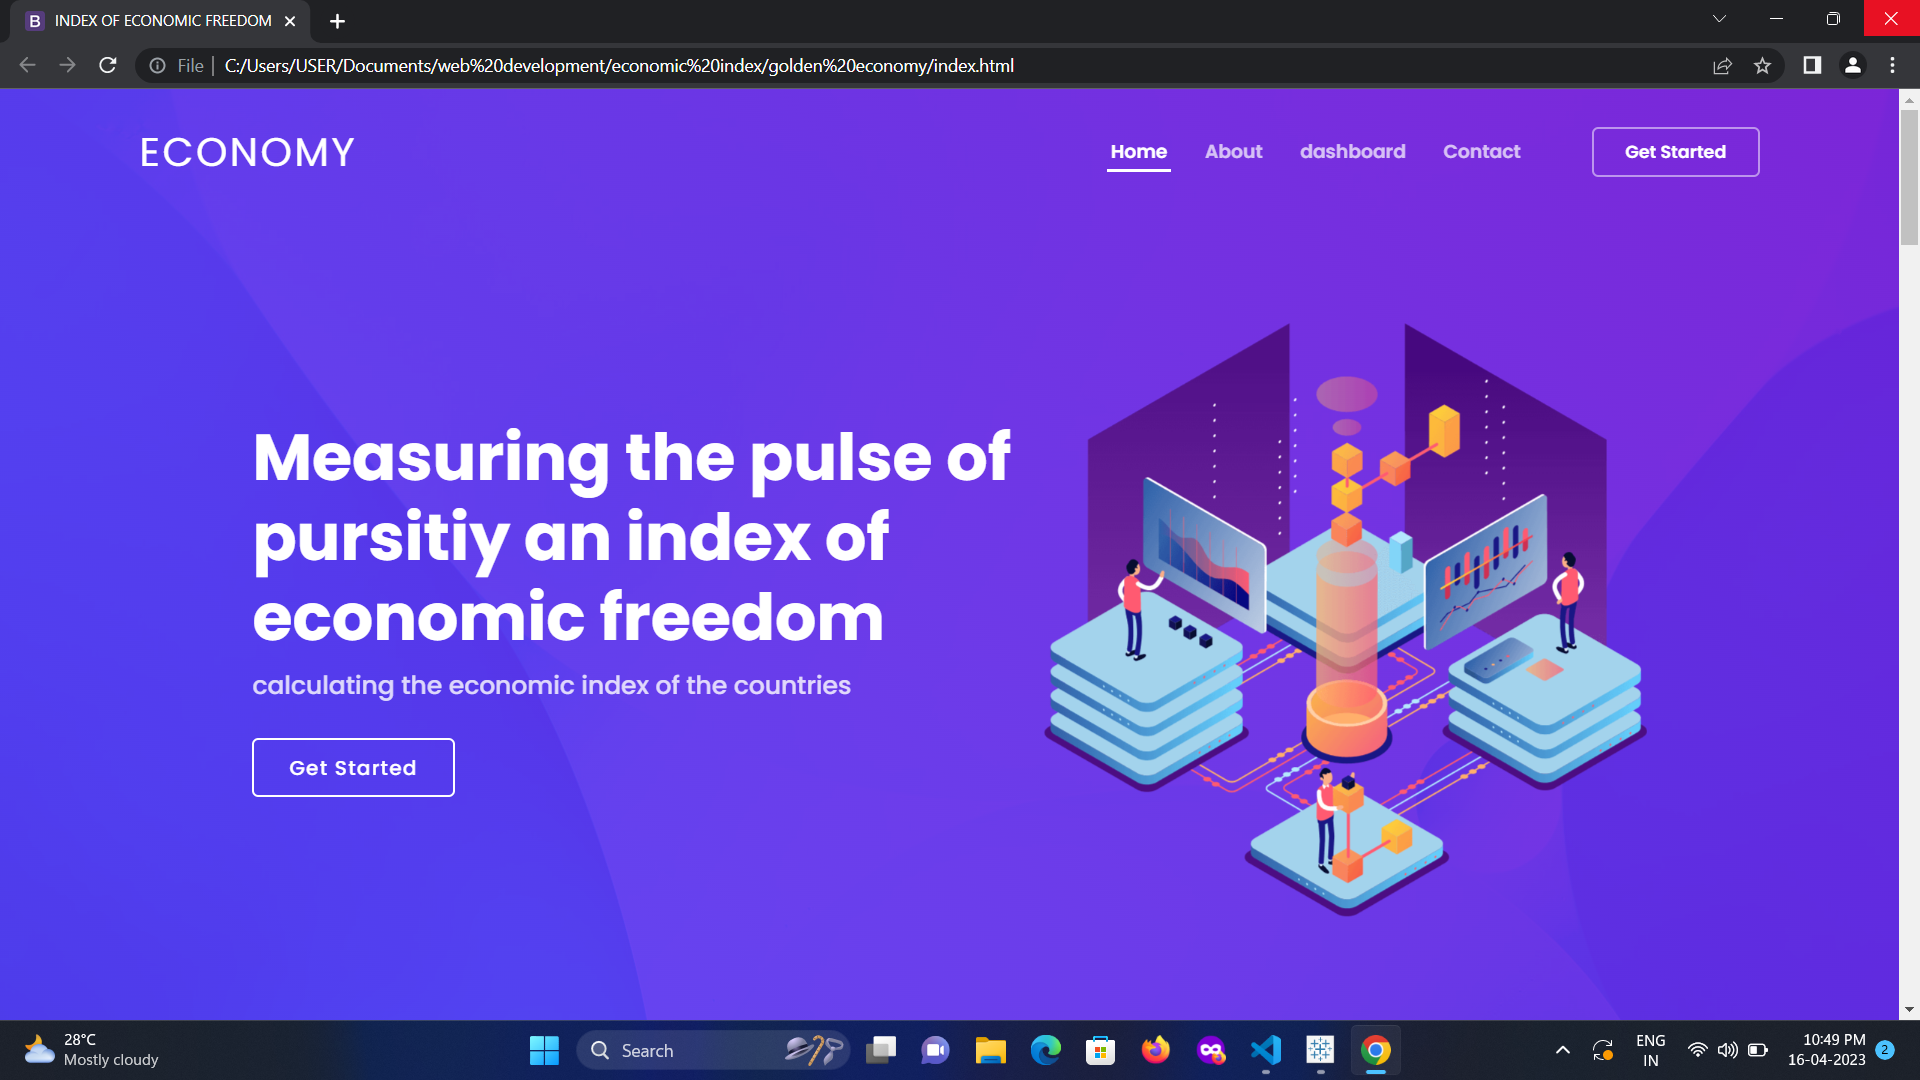 B INDEX OF ECONOMIC FREEDOM
File C:/Users/USER/Documents/web%20development/economic%20index/golden%20economy/index.html
ECONOMY Home About dashboard Contact Get Started
Measuring the pulse of
pursitiy an index of
economic freedom
calculating the economic index of the countries
Get Started
28°C
Mostly cloudy
Search
ENG
IN
10:49 PM
16-04-2023
2